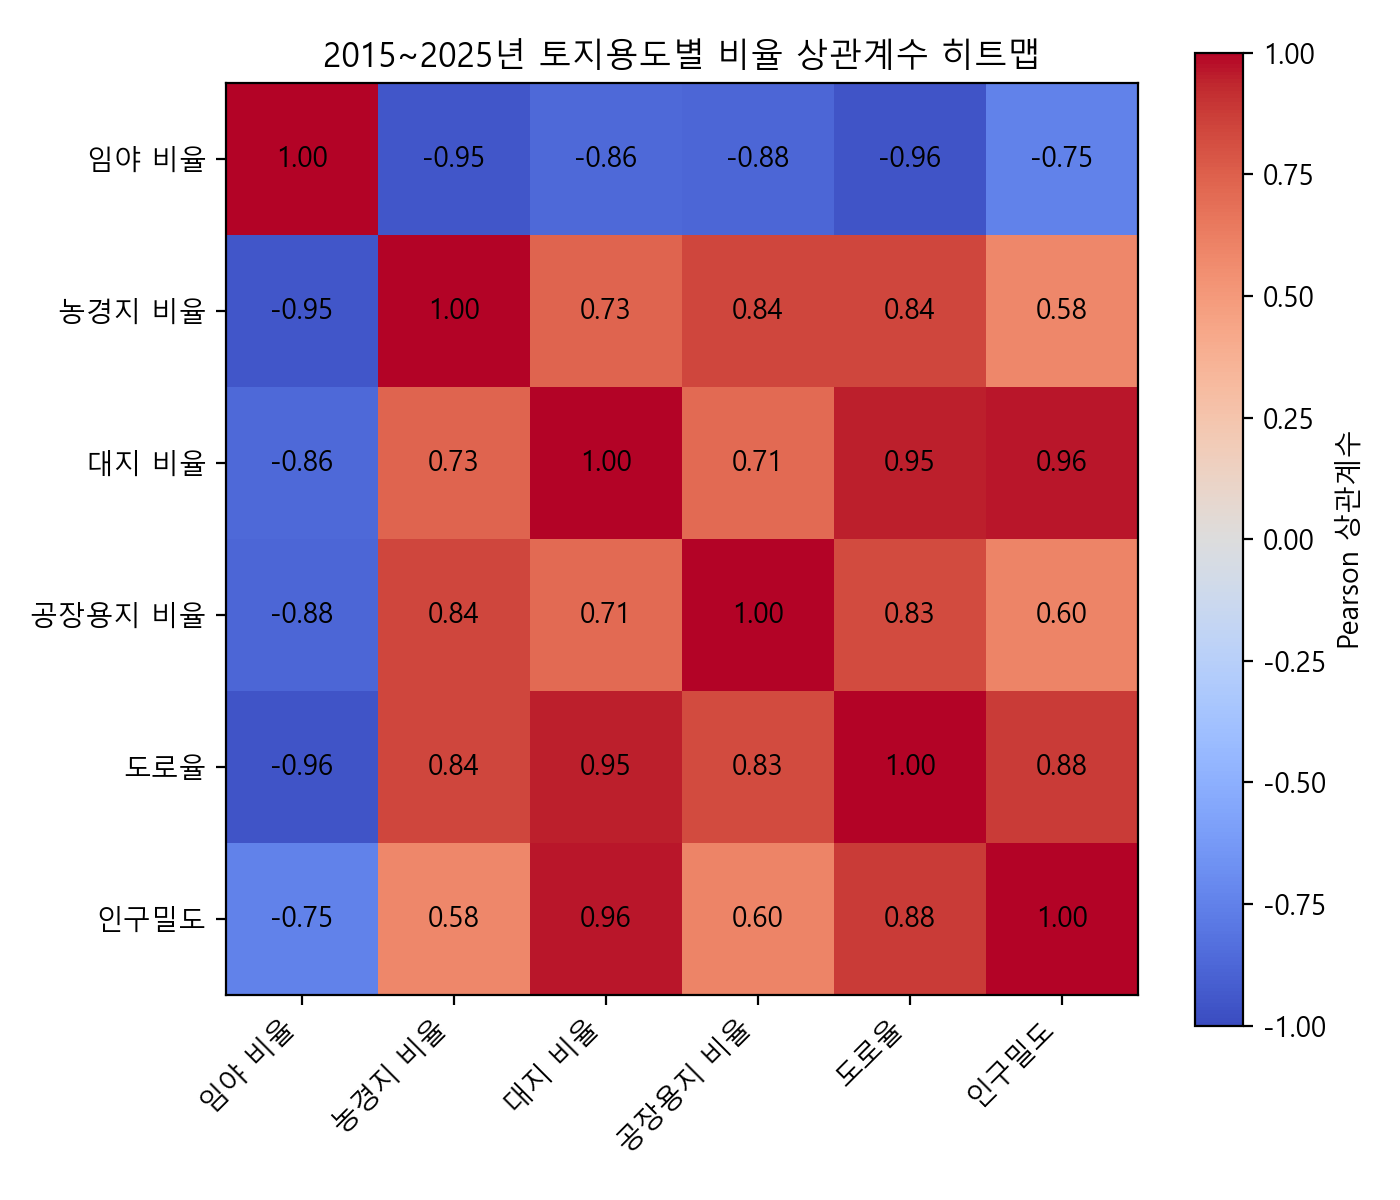 2015~2025년 토지용도별 비율 상관계수 히트맵
임야 비율 1.00 -0.95 -0.86 -0.88 -0.96 -0.75
농경지 비율 -0.95 1.00 0.73 0.84 0.84 0.58
대지 비율 -0.86 0.73 1.00 0.71 0.95 0.96
공장용지 비율 -0.88 0.84 0.71 1.00 0.83 0.60
도로율 -0.96 0.84 0.95 0.83 1.00 0.88
인구밀도 -0.75 0.58 0.96 0.60 0.88 1.00
임야 비율
농경지 비율
대지 비율
공장용지 비율
도로율
인구밀도
1.00
0.75
0.50
0.25
0.00
-0.25
-0.50
-0.75
-1.00
Pearson 상관계수